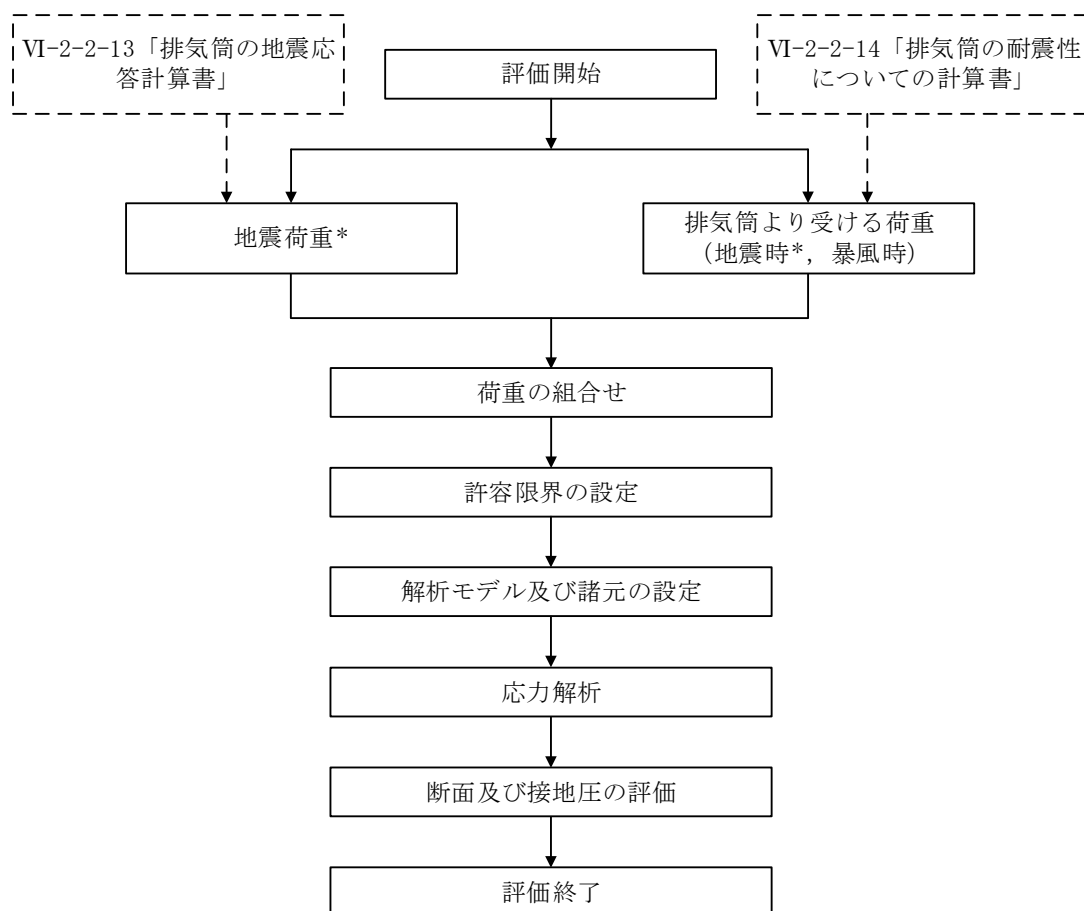 Ⅵ-2-2-13「排気筒の地震応
答計算書」
評価開始
Ⅵ-2-2-14「排気筒の耐震性
についての計算書」
地震荷重*
排気筒より受ける荷重
（地震時*，暴風時）
荷重の組合せ
許容限界の設定
解析モデル及び諸元の設定
応力解析
断面及び接地圧の評価
評価終了